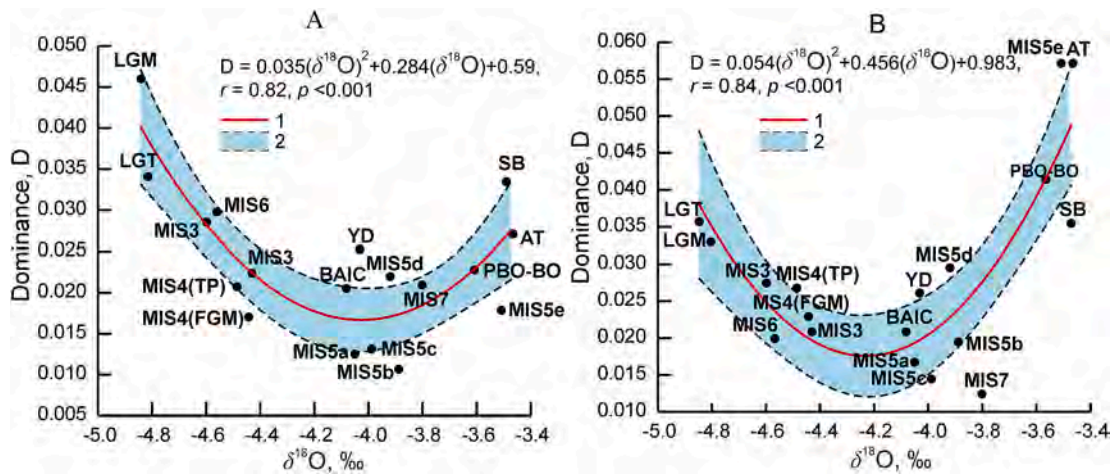 A
D = 0.035(δ¹⁸O)²+0.284(δ¹⁸O)+0.59,
r = 0.82, p <0.001
1
2
Dominance, D
0.050
0.045
0.040
0.035
0.030
0.025
0.020
0.015
0.010
0.005
LGM
LGT
MIS6
MIS3
MIS3
MIS4(TP)
MIS4(FGM)
YD
BAIC
MIS5d
MIS7
MIS5a
MIS5c
MIS5b
SB
AT
PBO-BO
MIS5e
-5.0 -4.8 -4.6 -4.4 -4.2 -4.0 -3.8 -3.6 -3.4
δ¹⁸O, ‰
B
D = 0.054(δ¹⁸O)²+0.456(δ¹⁸O)+0.983,
r = 0.84, p <0.001
1
2
Dominance, D
0.060
0.055
0.050
0.045
0.040
0.035
0.030
0.025
0.020
0.015
0.010
MIS5e AT
PBO-BO
SB
LGT
LGM
MIS3
MIS4(TP)
MS4(FGM)
MIS6
MIS3
MIS5d
YD
BAIC
MIS5b
MIS5a
MIS5c
MIS7
-5.0 -4.8 -4.6 -4.4 -4.2 -4.0 -3.8 -3.6 -3.4
δ¹⁸O, ‰